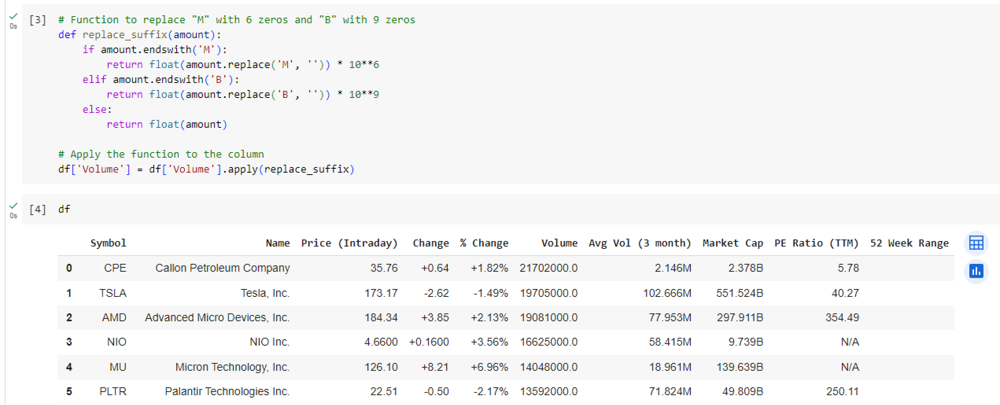 [3] # Function to replace "M" with 6 zeros and "B" with 9 zeros
0s def replace_suffix(amount):
if amount.endswith('M'):
return float(amount.replace('M', '')) * 10**6
elif amount.endswith('B'):
return float(amount.replace('B', '')) * 10**9
else:
return float(amount)
# Apply the function to the column
df['Volume'] = df['Volume'].apply(replace_suffix)
[4] df
0s
Symbol Name Price (Intraday) Change % Change Volume Avg Vol (3 month) Market Cap PE Ratio (TTM) 52 Week Range
0 CPE Callon Petroleum Company 35.76 +0.64 +1.82% 21702000.0 2.146M 2.378B 5.78
1 TSLA Tesla, Inc. 173.17 -2.62 -1.49% 19705000.0 102.666M 551.524B 40.27
2 AMD Advanced Micro Devices, Inc. 184.34 +3.85 +2.13% 19081000.0 77.953M 297.911B 354.49
3 NIO NIO Inc. 4.6600 +0.1600 +3.56% 16625000.0 58.415M 9.739B N/A
4 MU Micron Technology, Inc. 126.10 +8.21 +6.96% 14048000.0 18.961M 139.639B N/A
5 PLTR Palantir Technologies Inc. 22.51 -0.50 -2.17% 13592000.0 71.824M 49.809B 250.11